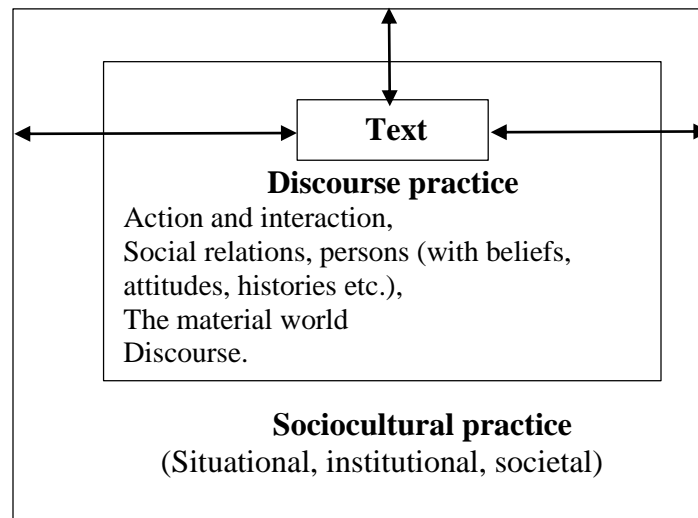 Text
Discourse practice
Action and interaction,
Social relations, persons (with beliefs,
attitudes, histories etc.),
The material world
Discourse.
Sociocultural practice
(Situational, institutional, societal)